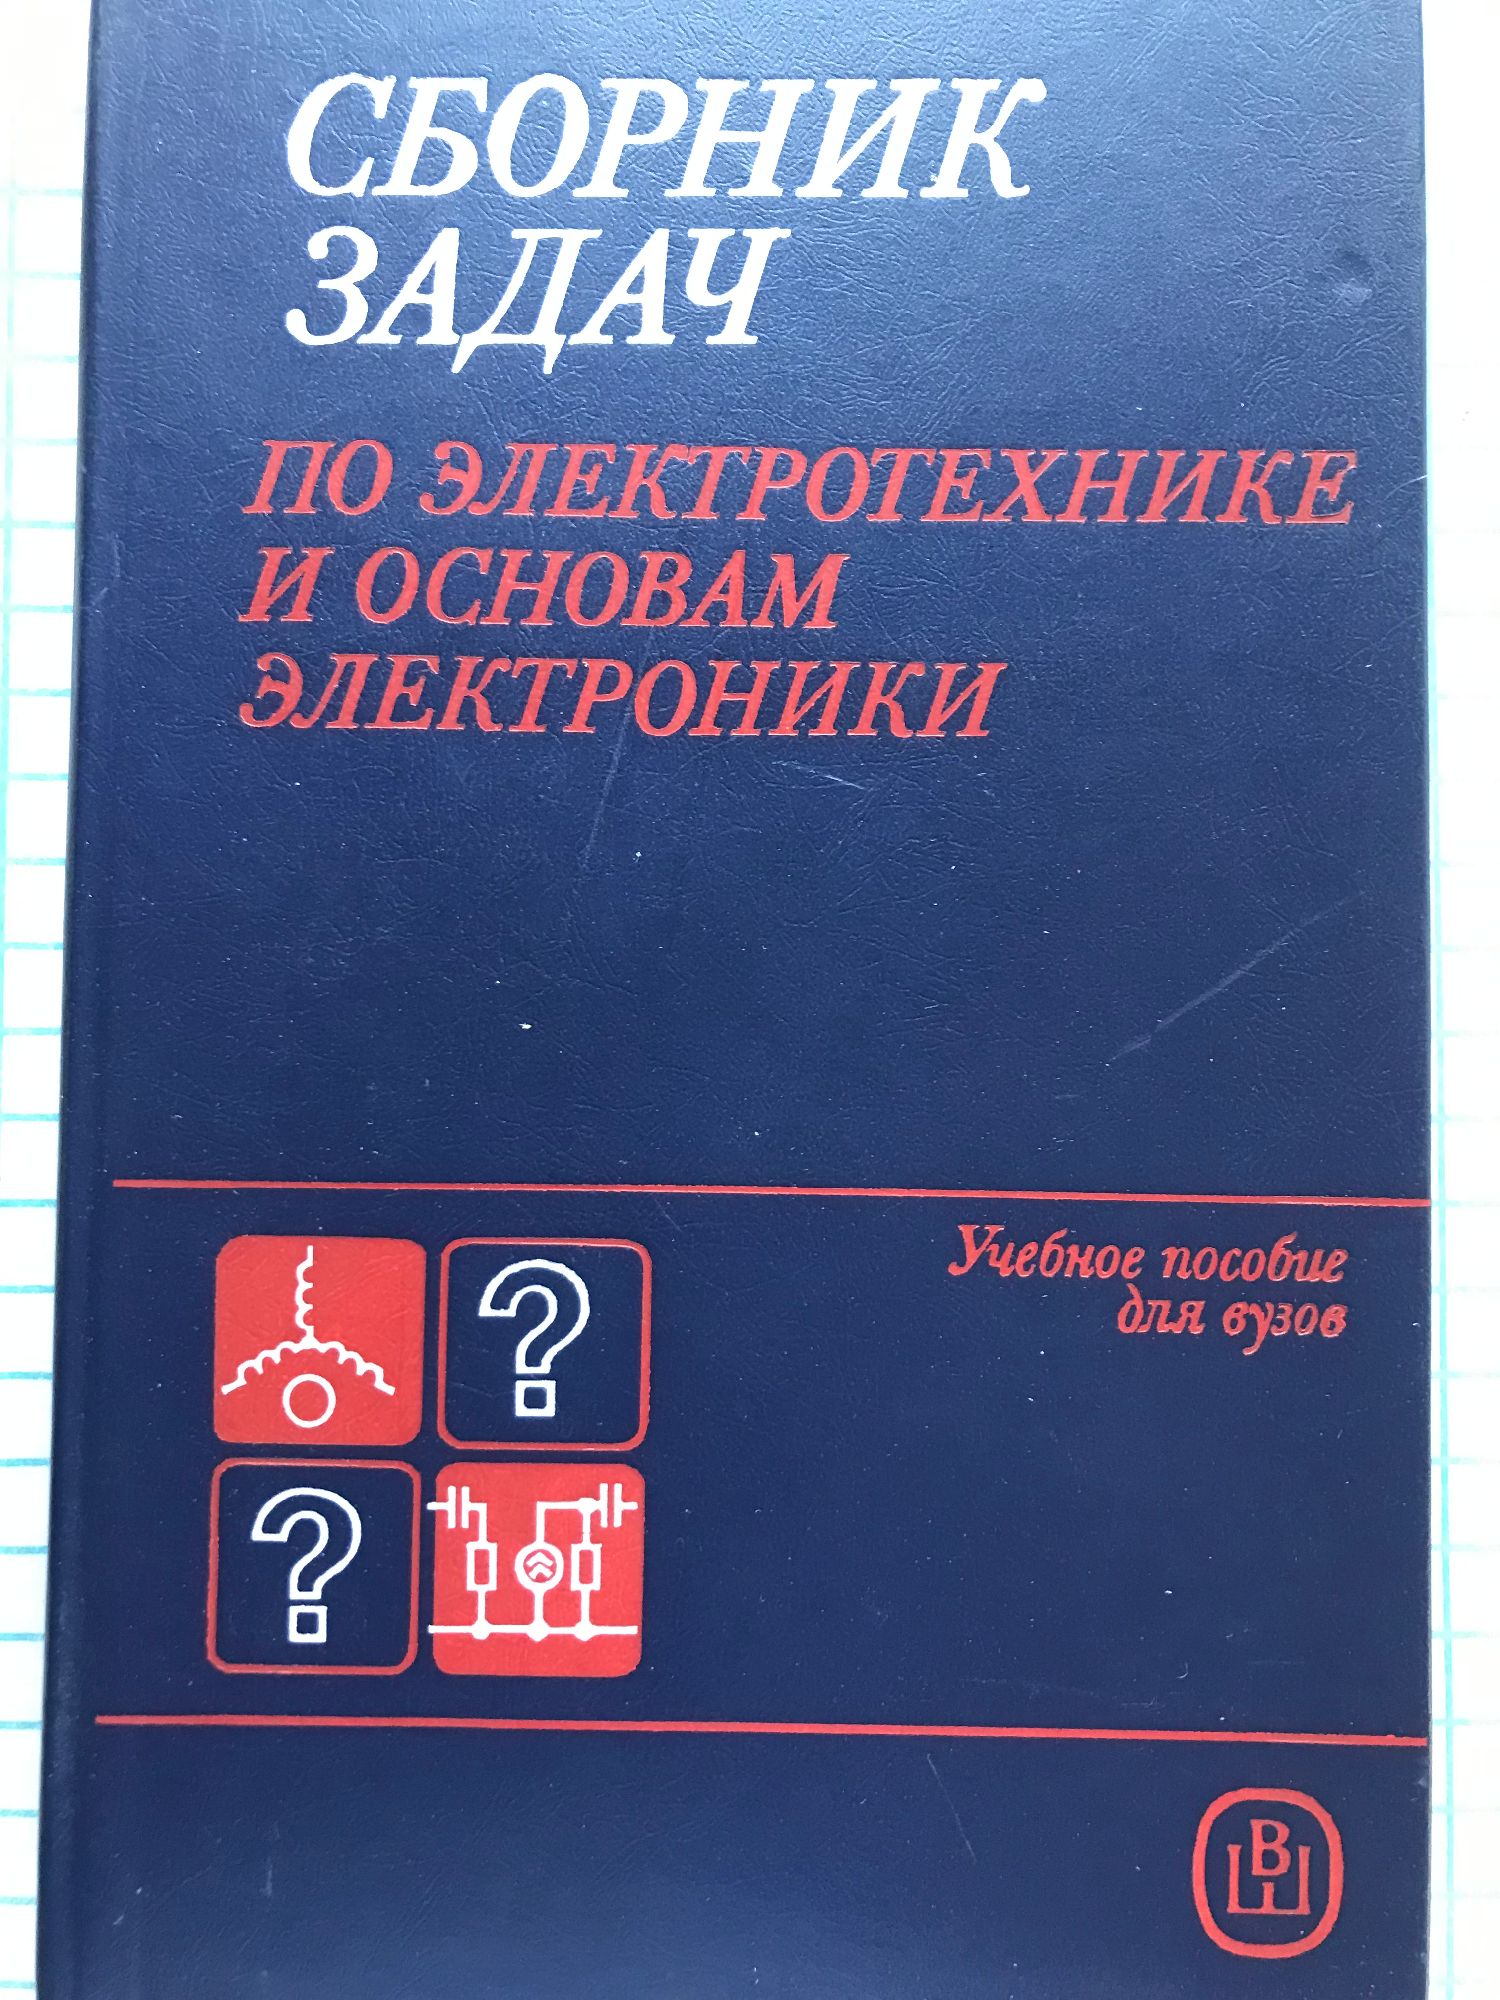 СБОРНИК
ЗАДАЧ
ПО ЭЛЕКТРОТЕХНИКЕ
И ОСНОВАМ
ЭЛЕКТРОНИКИ
Учебное пособие
для вузов
?
?
ВШ